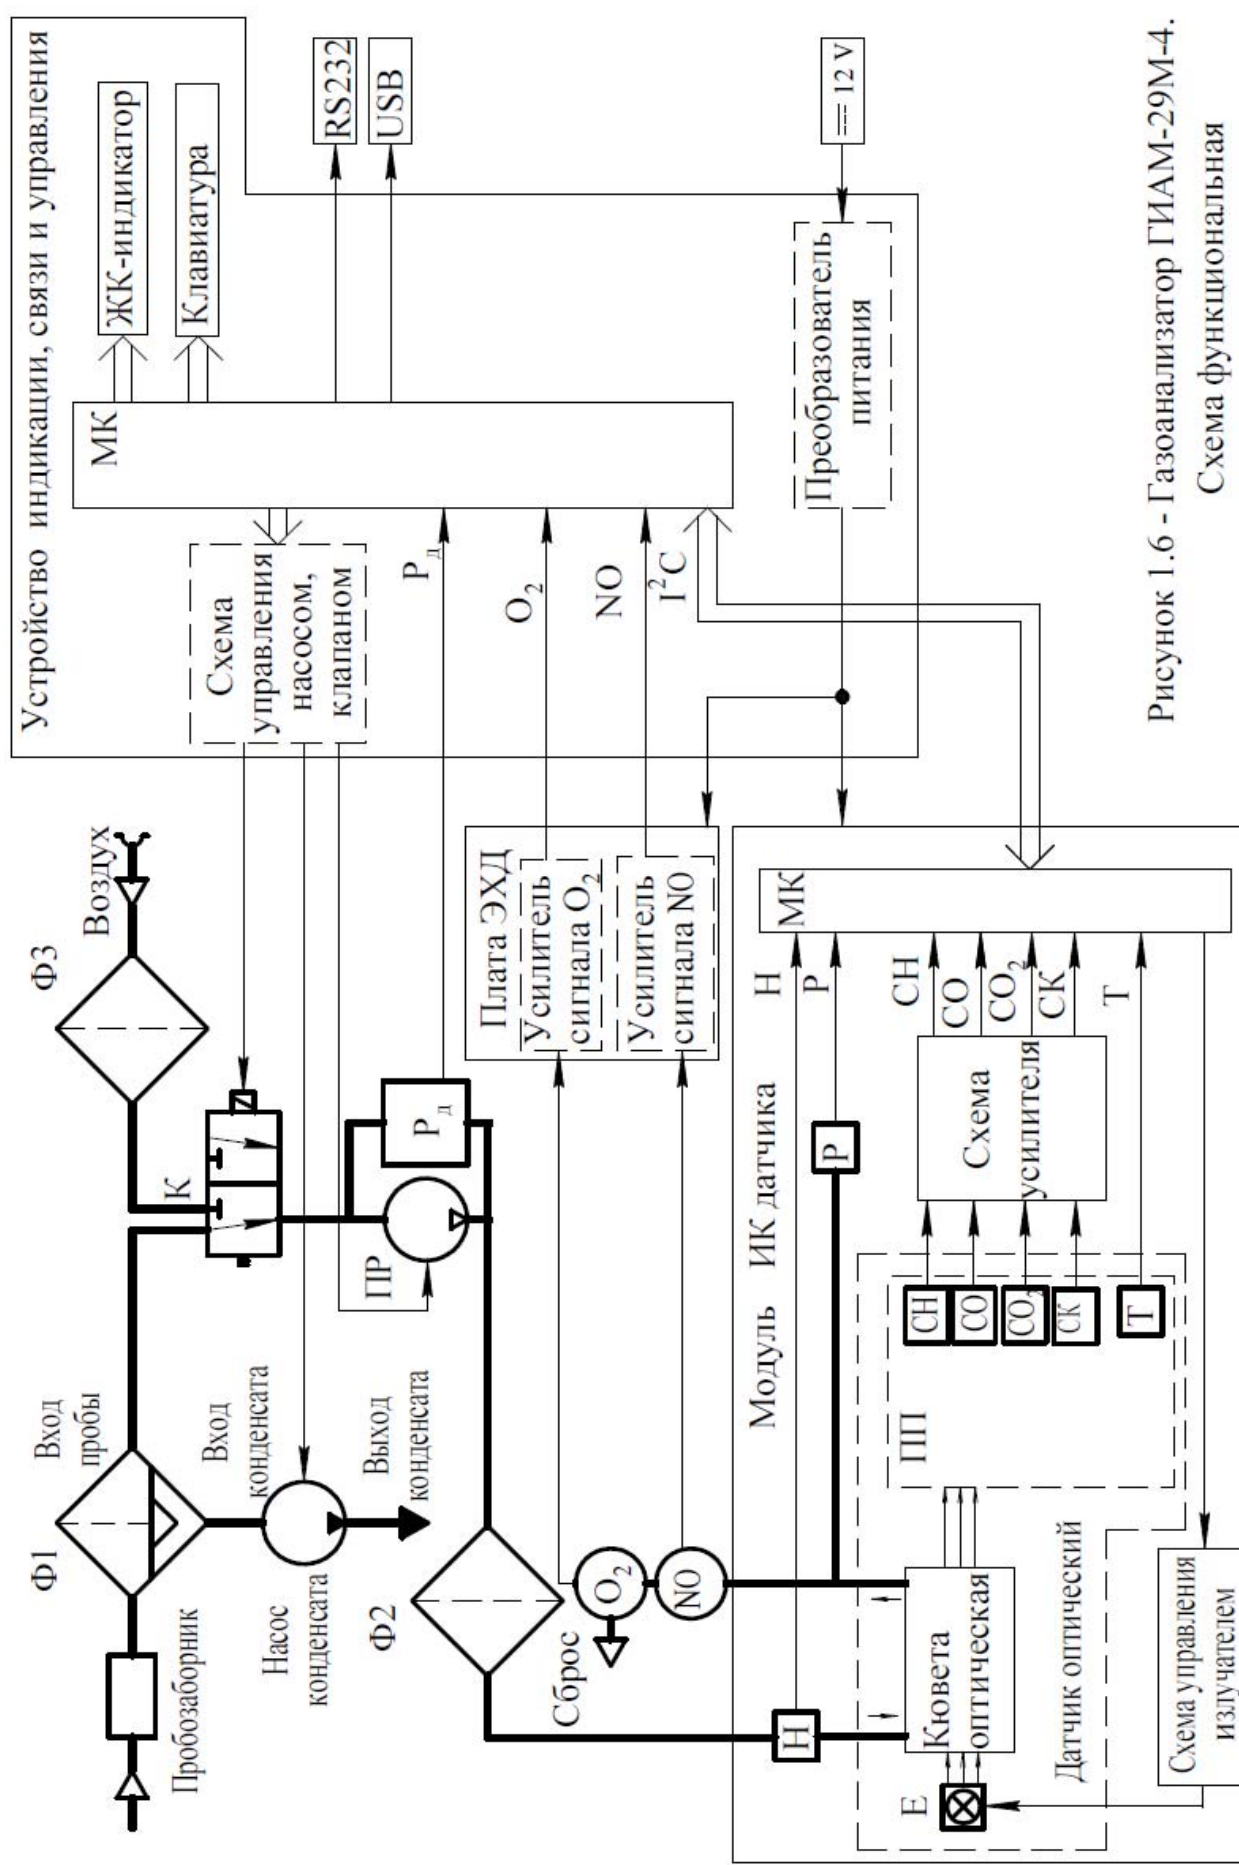 Устройство индикации, связи и управления
ЖК-индикатор
Клавиатура
RS232
USB
12 V
МК
Схема
управления
насосом,
клапаном
Рд
O₂
NO
I²C
Преобразователь
питания
Воздух
Ф3
К
Рд
ПР
Вход
пробы
Ф1
Пробозаборник
Вход
конденсата
Насос
конденсата
Выход
конденсата
Ф2
Сброс
O₂
NO
Плата ЭХД
Усилитель
сигнала O₂
Усилитель
сигнала NO
Модуль ИК датчика
Н
Р
МК
Н
Р
СН
СО
СО₂
СК
Т
Схема
усилителя
СН
СО
СО₂
СК
Т
ПП
Кювета
оптическая
Е
Датчик оптический
Схема управления
излучателем
Рисунок 1.6 - Газоанализатор ГИАМ-29М-4.
Схема функциональная